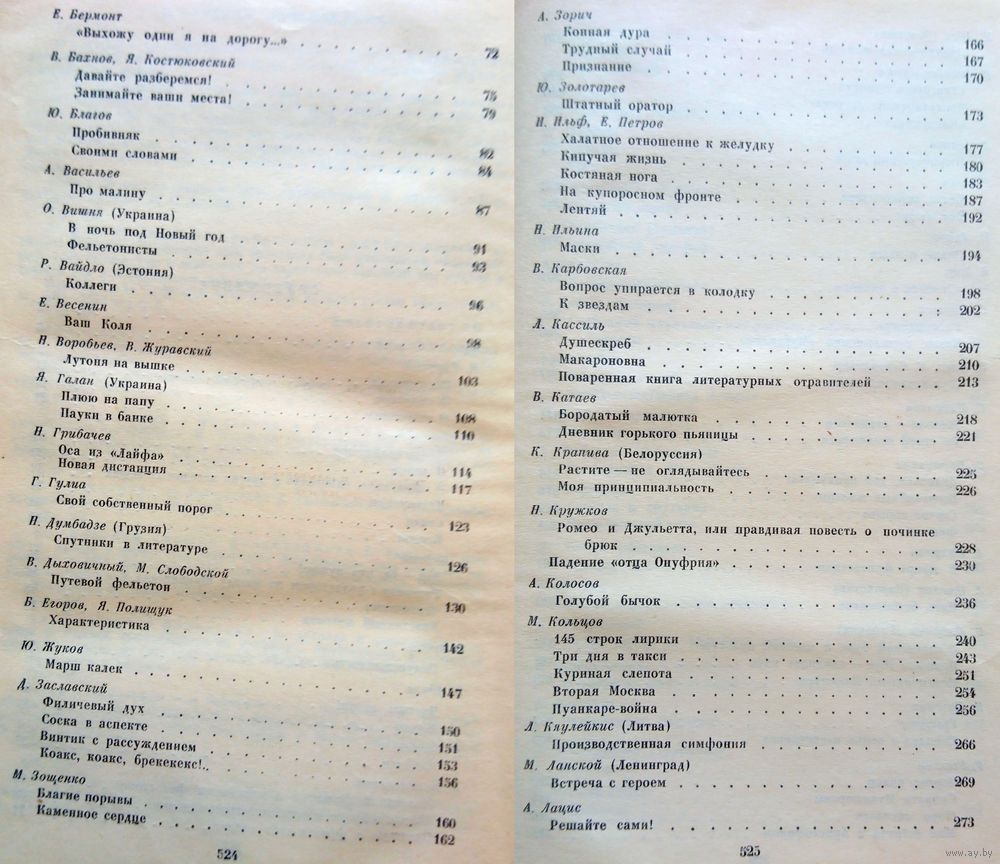 Е. Бермонт
«Выхожу один я на дорогу...» 72
В. Бахнов, Я. Костюковский
Давайте разберемся! 75
Занимайте ваши места! 79
Ю. Благов
Пробивняк 82
Своими словами 84
А. Васильев
Про малину 87
О. Вишня (Украина)
В ночь под Новый год 91
Фельетонисты 93
Р. Вайдло (Эстония)
Коллеги 96
Е. Весенин
Ваш Коля 98
Н. Воробьев, В. Журавский
Лутоня на вышке 103
Я. Галан (Украина)
Плюю на папу 108
Пауки в банке 110
Н. Грибачев
Оса из «Лайфа» 114
Новая дистанция 117
Г. Гулиа
Свой собственный порог 123
Н. Думбадзе (Грузия)
Спутники в литературе 126
В. Дыховичный, М. Слободской
Путевой фельетон 130
Б. Егоров, Я. Полищук
Характеристика 142
Ю. Жуков
Марш калек 147
Д. Заславский
Филичевый дух 150
Соска в аспекте 151
Винтик с рассуждением 153
Коакс, коакс, брекекекс!.. 156
М. Зощенко
Благие порывы 160
Каменное сердце 162
524
А. Зорич
Конная дура 166
Трудный случай 167
Признание 170
Ю. Золотарев
Штатный оратор 173
И. Ильф, Е. Петров
Халатное отношение к желудку 177
Кипучая жизнь 180
Костяная нога 183
На купоросном фронте 187
Лентяй 192
Н. Ильина
Маски 194
В. Карбовская
Вопрос упирается в колодку 198
К звездам 202
Л. Кассиль
Душескреб 207
Макароновна 210
Поваренная книга литературных отравителей 213
В. Катаев
Бородатый малютка 218
Дневник горького пьяницы 221
К. Крапива (Белоруссия)
Растите — не оглядывайтесь 225
Моя принципиальность 226
Н. Кружков
Ромео и Джульетта, или правдивая повесть о починке
брюк 228
Падение «отца Онуфрия» 230
А. Колосов
Голубой бычок 236
М. Кольцов
145 строк лирики 240
Три дня в такси 243
Куриная слепота 251
Вторая Москва 254
Пуанкаре-война 256
Л. Кяулейкис (Литва)
Производственная симфония 266
М. Ланской (Ленинград)
Встреча с героем 269
А. Лацис
Решайте сами! 273
525
www.ay.by